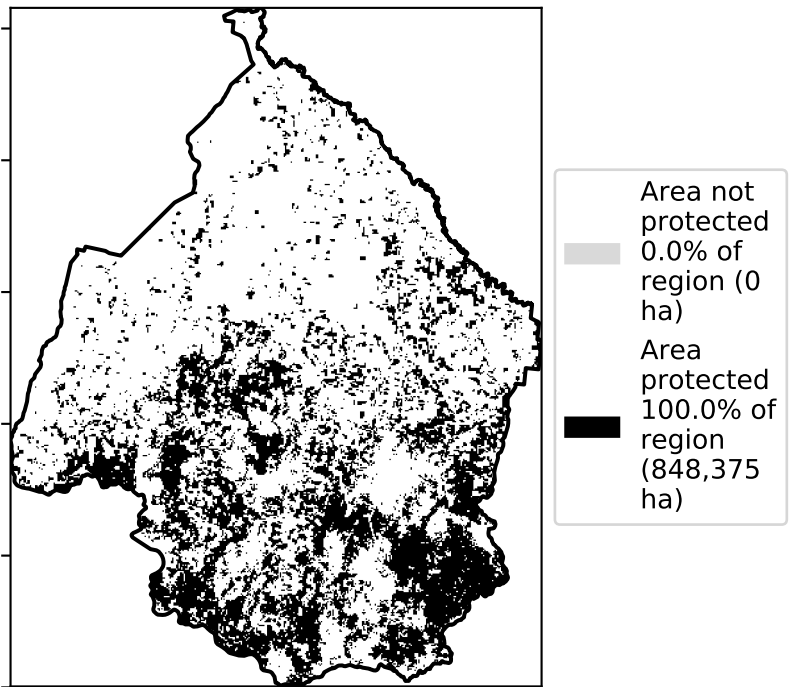 Area not
protected
0.0% of
region (0
ha)
Area
protected
100.0% of
region
(848,375
ha)